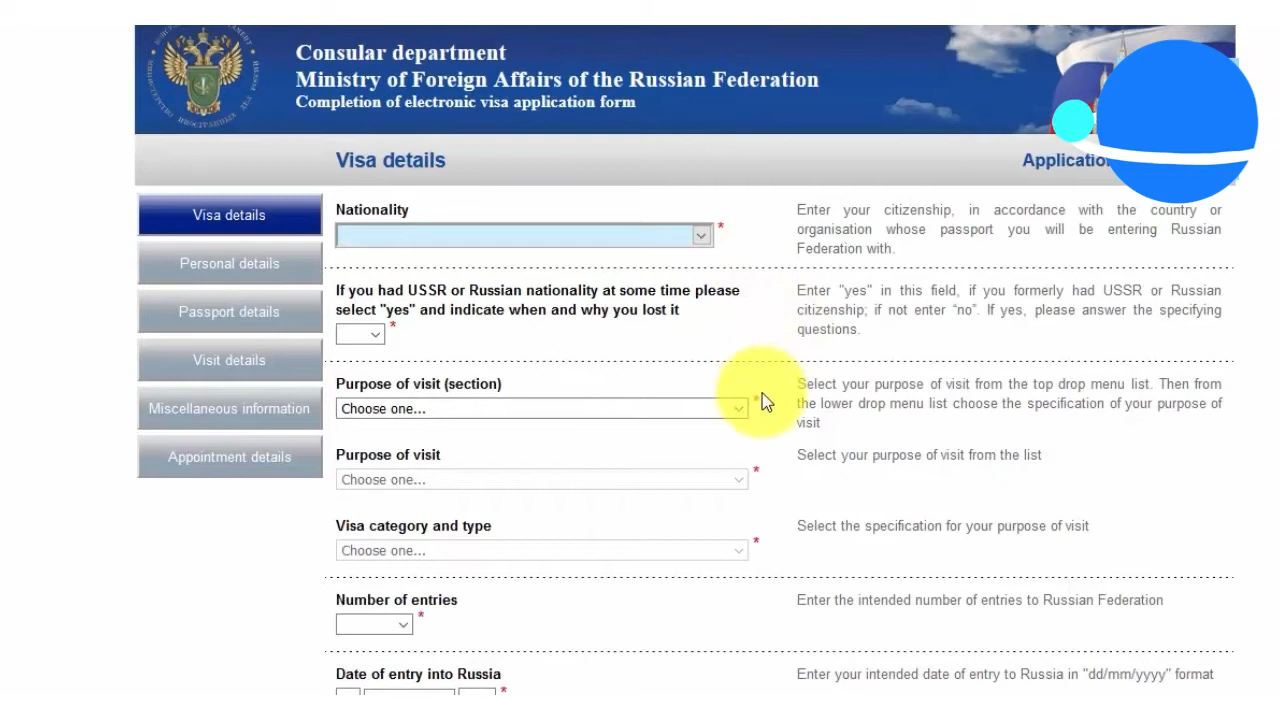 Consular department
Ministry of Foreign Affairs of the Russian Federation
Completion of electronic visa application form
Visa details
Visa details
Personal details
Passport details
Visit details
Miscellaneous information
Appointment details
Nationality
*
Enter your citizenship, in accordance with the country or
organisation whose passport you will be entering Russian
Federation with.
If you had USSR or Russian nationality at some time please
select "yes" and indicate when and why you lost it
*
Enter "yes" in this field, if you formerly had USSR or Russian
citizenship; if not enter “no”. If yes, please answer the specifying
questions.
Purpose of visit (section)
Choose one...
*
Select your purpose of visit from the top drop menu list. Then from
the lower drop menu list choose the specification of your purpose of
visit
Purpose of visit
Choose one...
*
Select your purpose of visit from the list
Visa category and type
Choose one...
*
Select the specification for your purpose of visit
Number of entries
*
Enter the intended number of entries to Russian Federation
Date of entry into Russia
*
Enter your intended date of entry to Russia in "dd/mm/yyyy" format